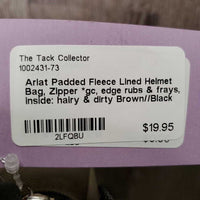 The Tack Collector
1002431-73
Ariat Padded Fleece Lined Helmet
Bag, Zipper *gc, edge rubs & frays,
inside: hairy & dirty Brown//Black
$19.95
2LFQ8U